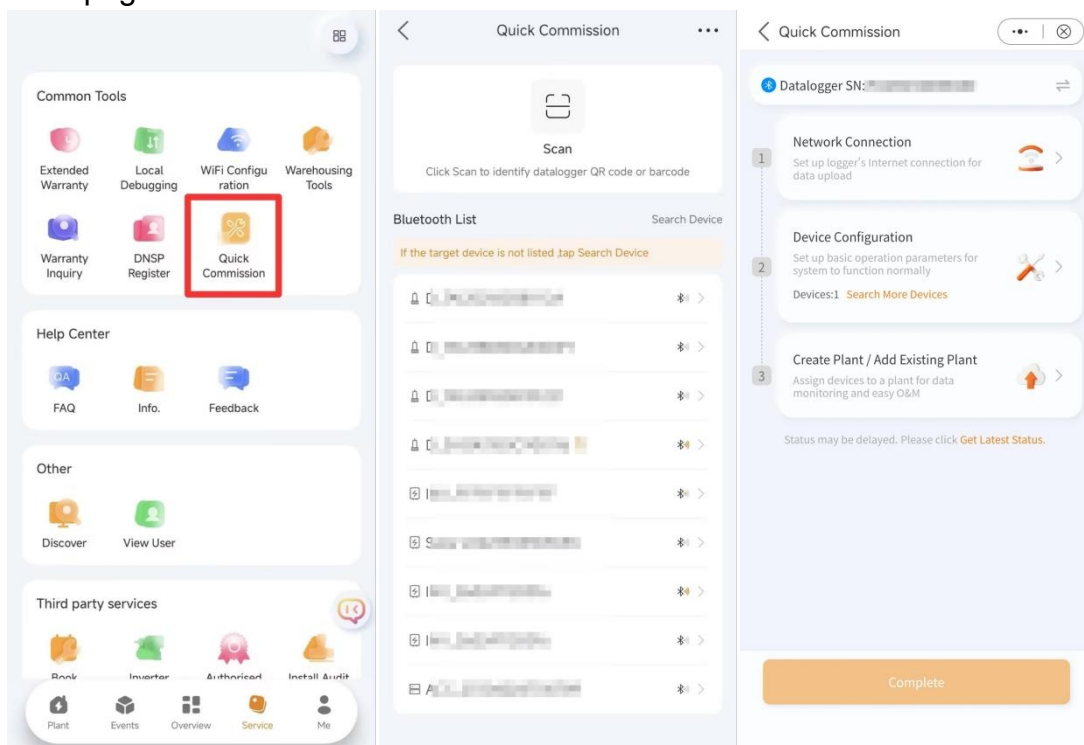 Common Tools
Extended Warranty
Local Debugging
WiFi Configu ration
Warehousing Tools
Warranty Inquiry
DNSP Register
Quick Commission
Help Center
QA
FAQ
Info.
Feedback
Other
Discover
View User
Third party services
Book
Inverter
Authorised
Install Audit
Plant
Events
Overview
Service
Me
Quick Commission
Scan
Click Scan to identify datalogger QR code or barcode
Bluetooth List
Search Device
If the target device is not listed ,tap Search Device
Quick Commission
Datalogger SN:
1
Network Connection
Set up logger's Internet connection for
data upload
2
Device Configuration
Set up basic operation parameters for
system to function normally
Devices:1 Search More Devices
3
Create Plant / Add Existing Plant
Assign devices to a plant for data
monitoring and easy O&M
Status may be delayed. Please click Get Latest Status.
Complete